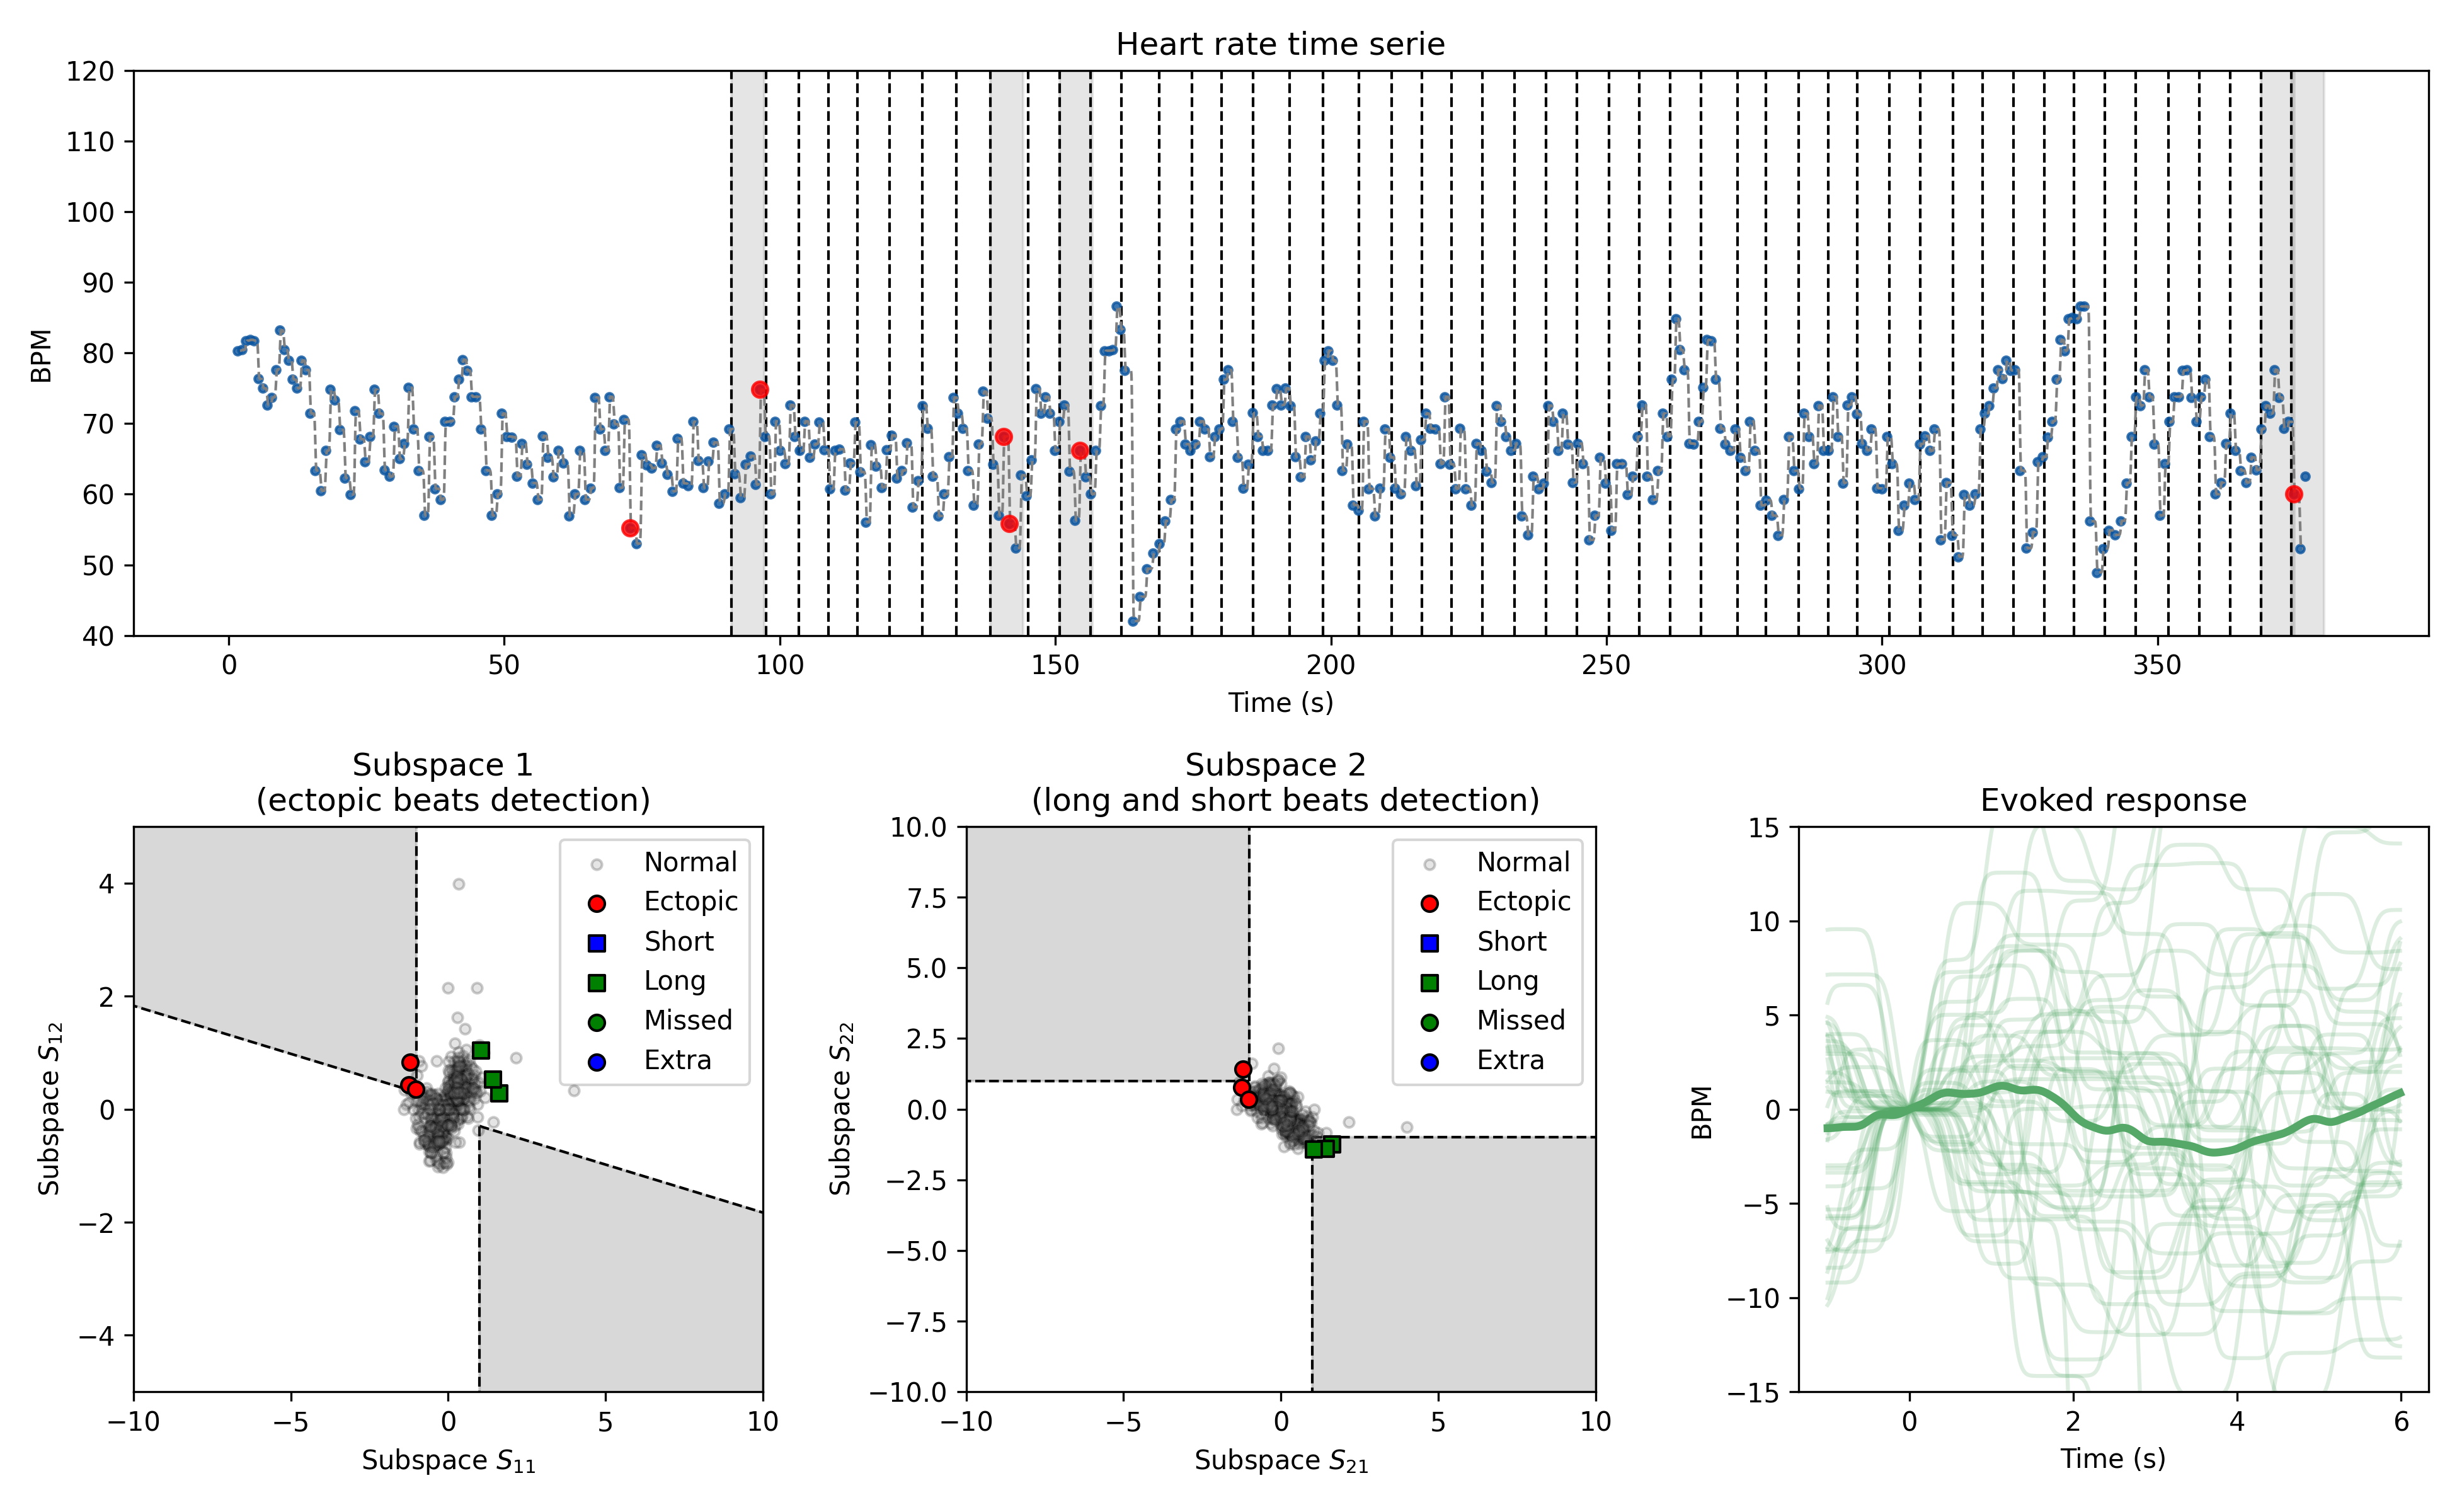 Heart rate time serie
120
110
100
90
80
70
60
50
40
BPM
0 50 100 150 200 250 300 350
Time (s)
Subspace 1
(ectopic beats detection)
4
2
0
−2
−4
Subspace S12
Normal
Ectopic
Short
Long
Missed
Extra
−10 −5 0 5 10
Subspace S11
Subspace 2
(long and short beats detection)
10.0
7.5
5.0
2.5
0.0
−2.5
−5.0
−7.5
−10.0
Subspace S22
Normal
Ectopic
Short
Long
Missed
Extra
−10 −5 0 5 10
Subspace S21
Evoked response
15
10
5
0
−5
−10
−15
BPM
0 2 4 6
Time (s)